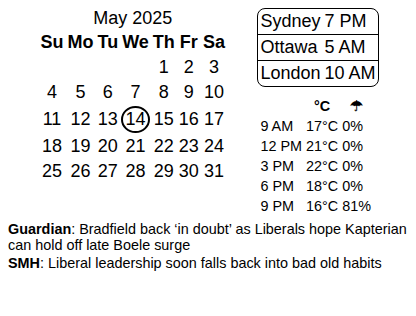 May 2025
Su Mo Tu We Th Fr Sa
1 2 3
4 5 6 7 8 9 10
11 12 13 14 15 16 17
18 19 20 21 22 23 24
25 26 27 28 29 30 31
Sydney 7 PM
Ottawa 5 AM
London 10 AM
°C ☂
9 AM 17°C 0%
12 PM 21°C 0%
3 PM 22°C 0%
6 PM 18°C 0%
9 PM 16°C 81%
Guardian: Bradfield back ‘in doubt’ as Liberals hope Kapterian
can hold off late Boele surge
SMH: Liberal leadership soon falls back into bad old habits